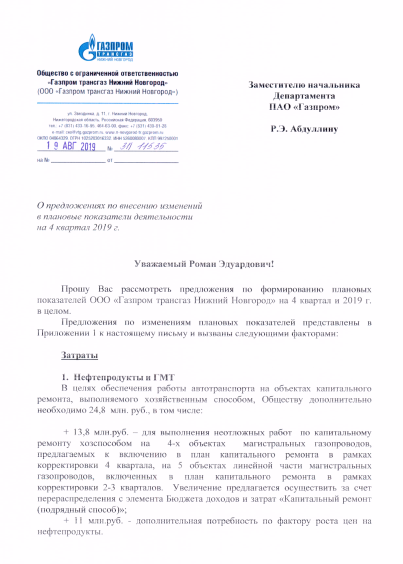 ГАЗПРОМ
ТРАНСГАЗ
НИЖНИЙ НОВГОРОД
Общество с ограниченной ответственностью
«Газпром трансгаз Нижний Новгород»
(ООО «Газпром трансгаз Нижний Новгород»)
ул. Звездинка, д. 11, г. Нижний Новгород,
Нижегородская область, Российская Федерация, 603950
19 АВГ 2019 №
на № от
Заместителю начальника
Департамента
ПАО «Газпром»
Р.Э. Абдуллину
О предложениях по внесению изменений
в плановые показатели деятельности
на 4 квартал 2019 г.
Уважаемый Роман Эдуардович!
Прошу Вас рассмотреть предложения по формированию плановых
показателей ООО «Газпром трансгаз Нижний Новгород» на 4 квартал и 2019 г.
в целом.
Предложения по изменениям плановых показателей представлены в
Приложении 1 к настоящему письму и вызваны следующими факторами:
Затраты
1. Нефтепродукты и ГМТ
В целях обеспечения работы автотранспорта на объектах капитального
ремонта, выполняемого хозяйственным способом, Обществу дополнительно
необходимо 24,8 млн. руб., в том числе:
+ 13,8 млн.руб. – для выполнения неотложных работ по капитальному
ремонту хозспособом на 4-х объектах магистральных газопроводов,
предлагаемых к включению в план капитального ремонта в рамках
корректировки 4 квартала, на 5 объектах линейной части магистральных
газопроводов, включенных в план капитального ремонта в рамках
корректировки 2-3 кварталов. Увеличение предлагается осуществить за счет
перераспределения с элемента Бюджета доходов и затрат «Капитальный ремонт
(подрядный способ)»;
+ 11 млн.руб. - дополнительная потребность по фактору роста цен на
нефтепродукты.